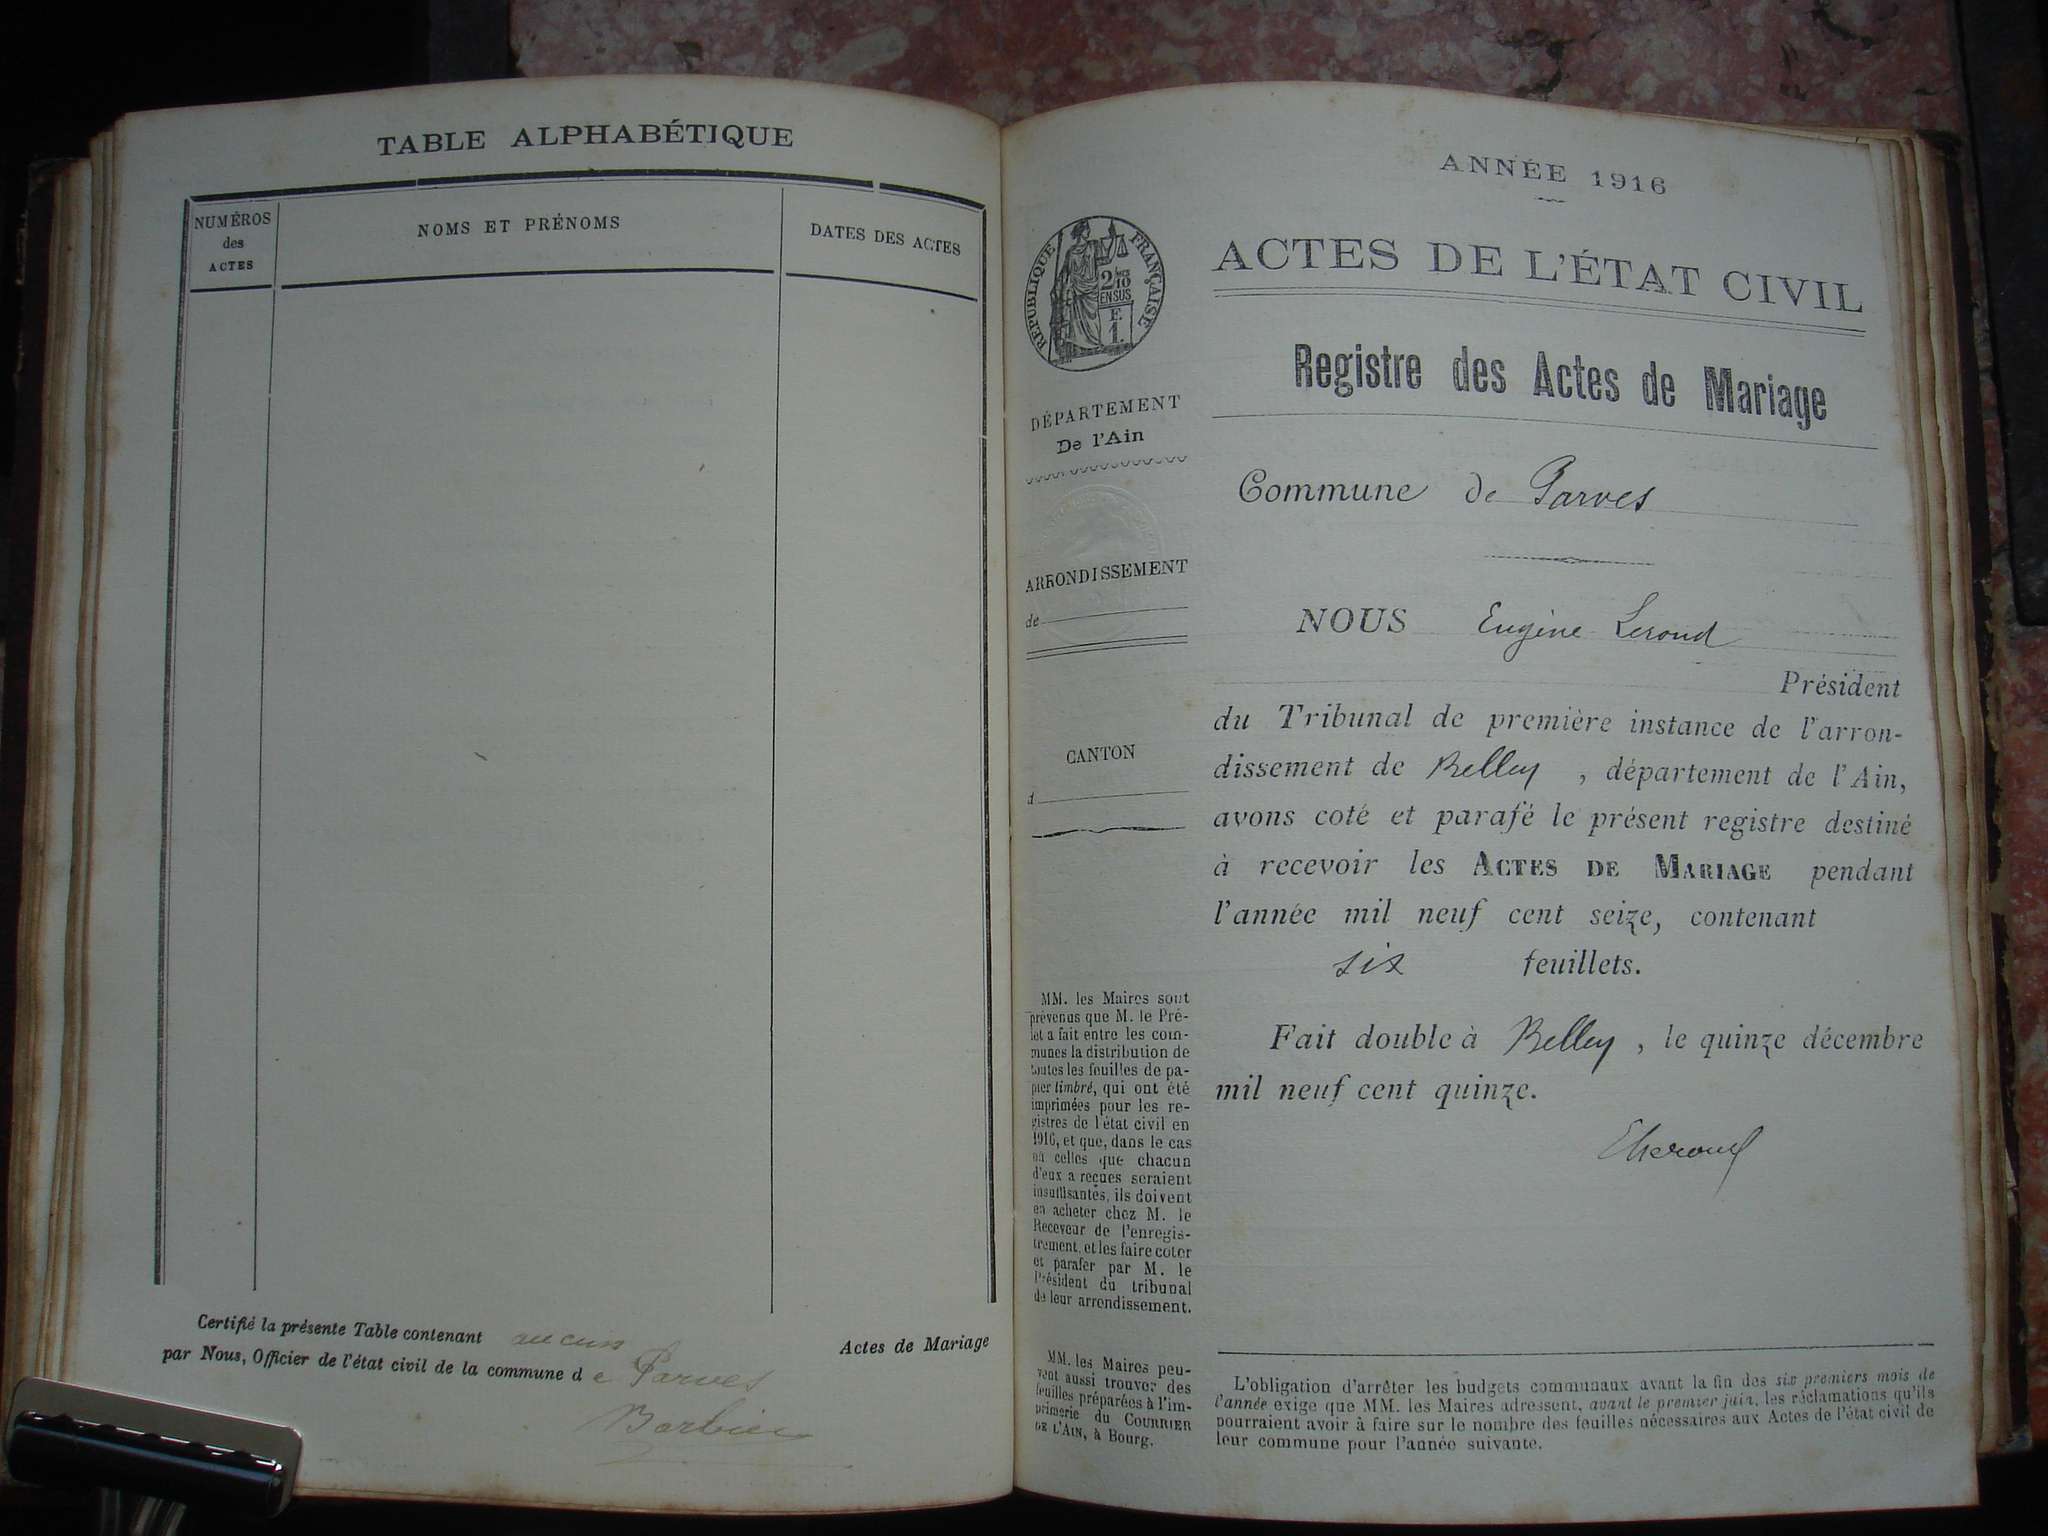 TABLE ALPHABÉTIQUE
NUMÉROS
des
ACTES
NOMS ET PRÉNOMS
DATES DES ACTES
Certifié la présente Table contenant aucun Actes de Mariage
par Nous, Officier de l'état civil de la commune de Parves
Barbier
ANNÉE 1916
RÉPUBLIQUE FRANÇAISE
2/10
EN SUS
F.
1.
ACTES DE L'ÉTAT CIVIL
Registre des Actes de Mariage
DÉPARTEMENT
De l'Ain
ARRONDISSEMENT
de
CANTON
d
Commune de Parves
NOUS Eugène Leroud
Président
du Tribunal de première instance de l'arron-
dissement de Belley, département de l'Ain,
avons coté et parafé le présent registre destiné
à recevoir les ACTES DE MARIAGE pendant
l'année mil neuf cent seize, contenant
six feuillets.
Fait double à Belley, le quinze décembre
mil neuf cent quinze.
ELeroud
MM. les Maires sont
prévenus que M. le Pré-
fet a fait entre les com-
munes la distribution de
toutes les feuilles de pa-
pier timbré, qui ont été
imprimées pour les re-
gistres de l'état civil en
1916, et que, dans le cas
où celles que chacun
d'eux a reçues seraient
insuffisantes, ils doivent
en acheter chez M. le
Receveur de l'enregis-
trement, et les faire coter
et parafer par M. le
Président du tribunal
de leur arrondissement.
MM. les Maires peu-
vent aussi trouver des
feuilles préparées à l'im-
primerie du COURRIER
DE L'AIN, à Bourg.
L'obligation d'arrêter les budgets communaux avant la fin des six premiers mois de
l'année exige que MM. les Maires adressent, avant le premier juin, les réclamations qu'ils
pourraient avoir à faire sur le nombre des feuilles nécessaires aux Actes de l'état civil de
leur commune pour l'année suivante.